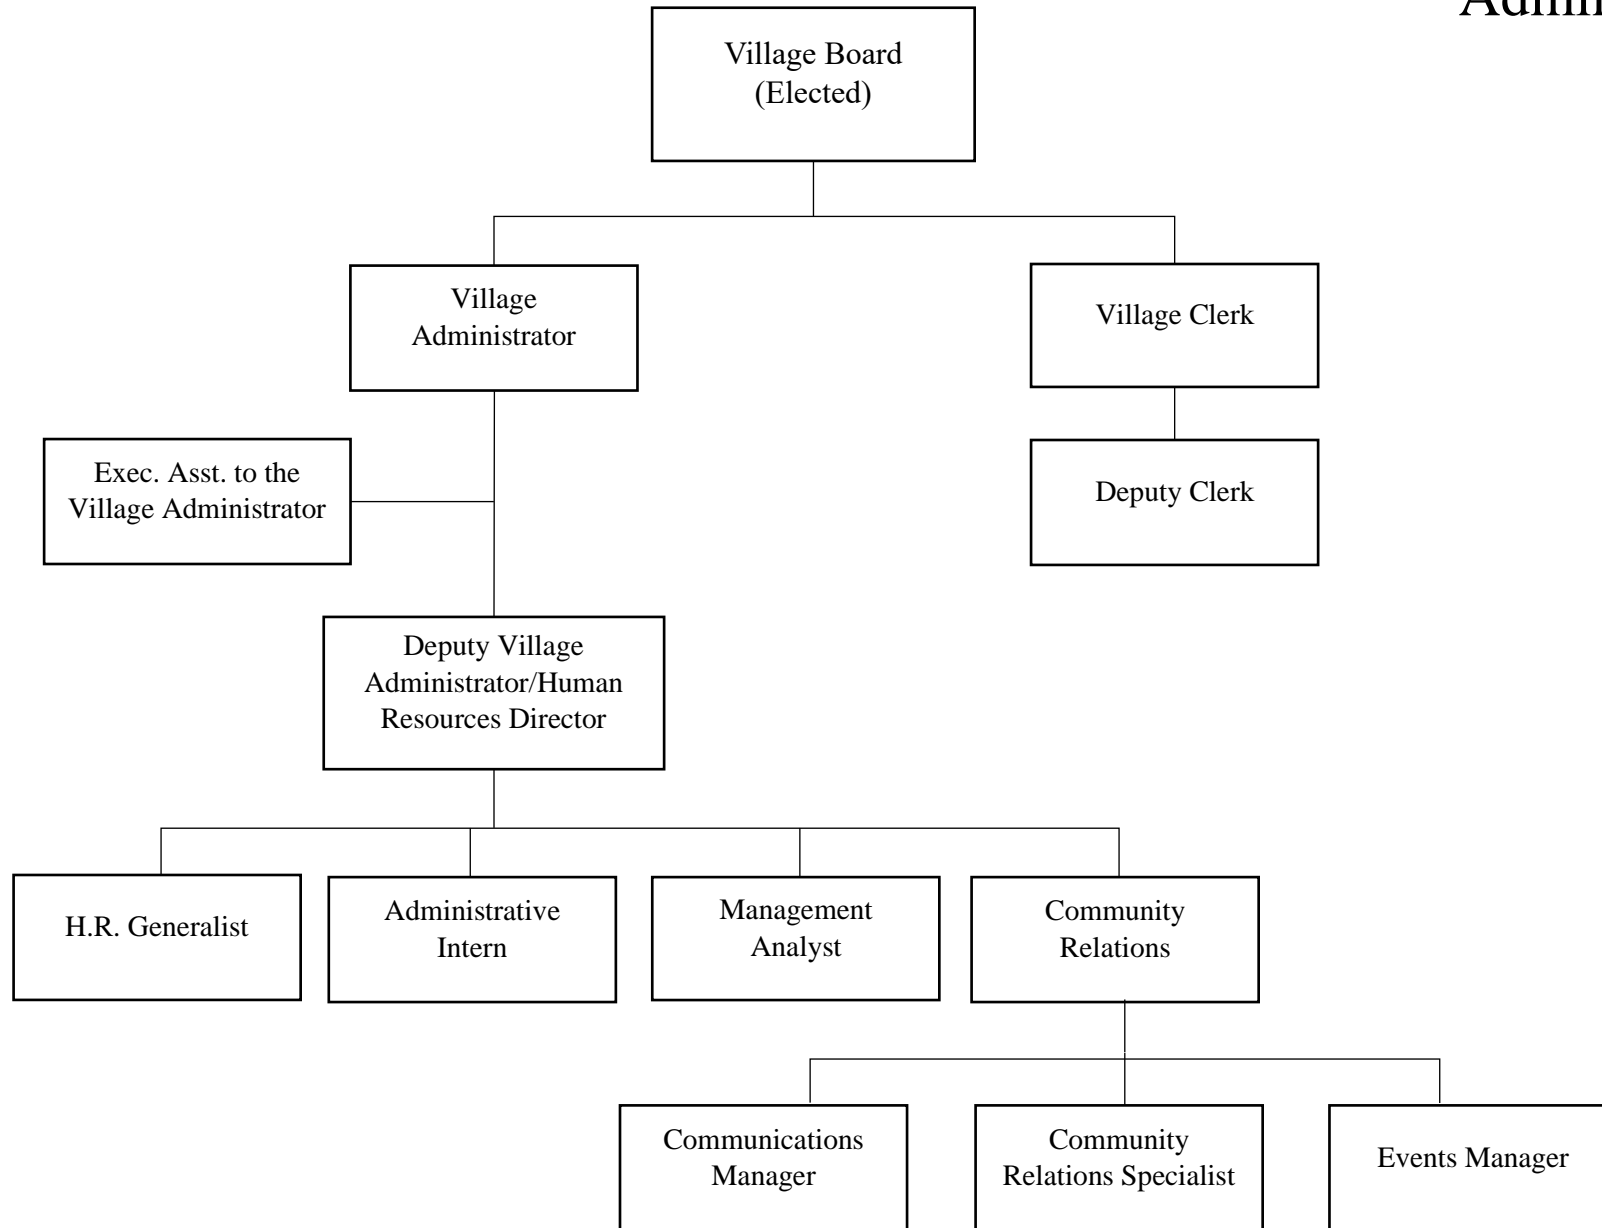 Village Board
(Elected)
Village
Administrator
Village Clerk
Exec. Asst. to the
Village Administrator
Deputy Clerk
Deputy Village
Administrator/Human
Resources Director
H.R. Generalist
Administrative
Intern
Management
Analyst
Community
Relations
Communications
Manager
Community
Relations Specialist
Events Manager